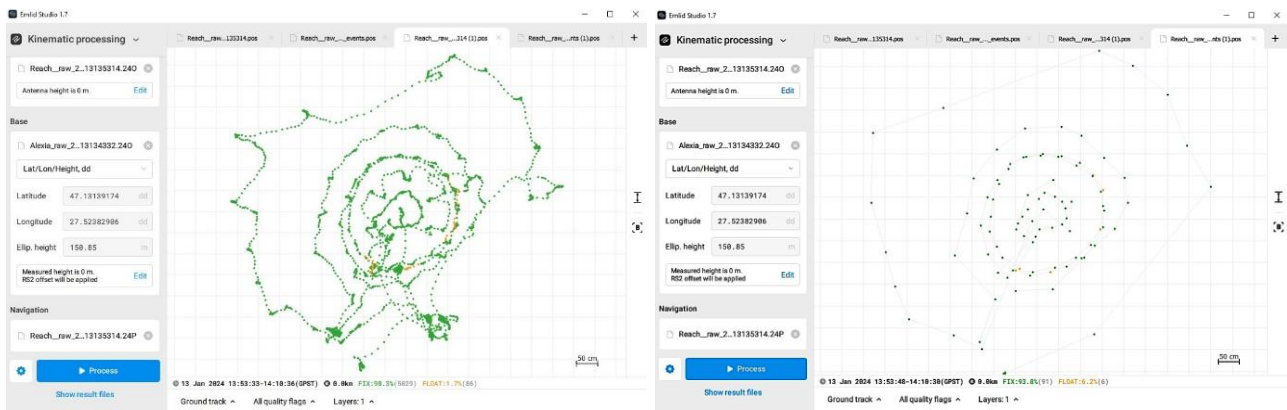 Emlid Studio 1.7
Kinematic processing
Reach__raw...135314.pos
Reach__raw_..._events.pos
Reach__raw_...314 (1).pos
Reach__raw_...nts (1).pos
Reach__raw_2...13135314.24O
Antenna height is 0 m.
Edit
Base
Alexia_raw_2...13134332.24O
Lat/Lon/Height, dd
Latitude 47.13139174 dd
Longitude 27.52382906 dd
Ellip. height 150.85 m
Measured height is 0 m.
RS2 offset will be applied
Edit
Navigation
Reach__raw_2...13135314.24P
Process
Show result files
50 cm
13 Jan 2024 13:53:33-14:10:36(GPST) 0.0km FIX:98.3%(5029) FLOAT:1.7%(86)
Ground track All quality flags Layers: 1
Emlid Studio 1.7
Kinematic processing
Reach__raw...135314.pos
Reach__raw_..._events.pos
Reach__raw_...314 (1).pos
Reach__raw_...nts (1).pos
Reach__raw_2...13135314.24O
Antenna height is 0 m.
Edit
Base
Alexia_raw_2...13134332.24O
Lat/Lon/Height, dd
Latitude 47.13139174 dd
Longitude 27.52382906 dd
Ellip. height 150.85 m
Measured height is 0 m.
RS2 offset will be applied
Edit
Navigation
Reach__raw_2...13135314.24P
Process
Show result files
50 cm
13 Jan 2024 13:53:48-14:10:30(GPST) 0.0km FIX:93.8%(91) FLOAT:6.2%(6)
Ground track All quality flags Layers: 1